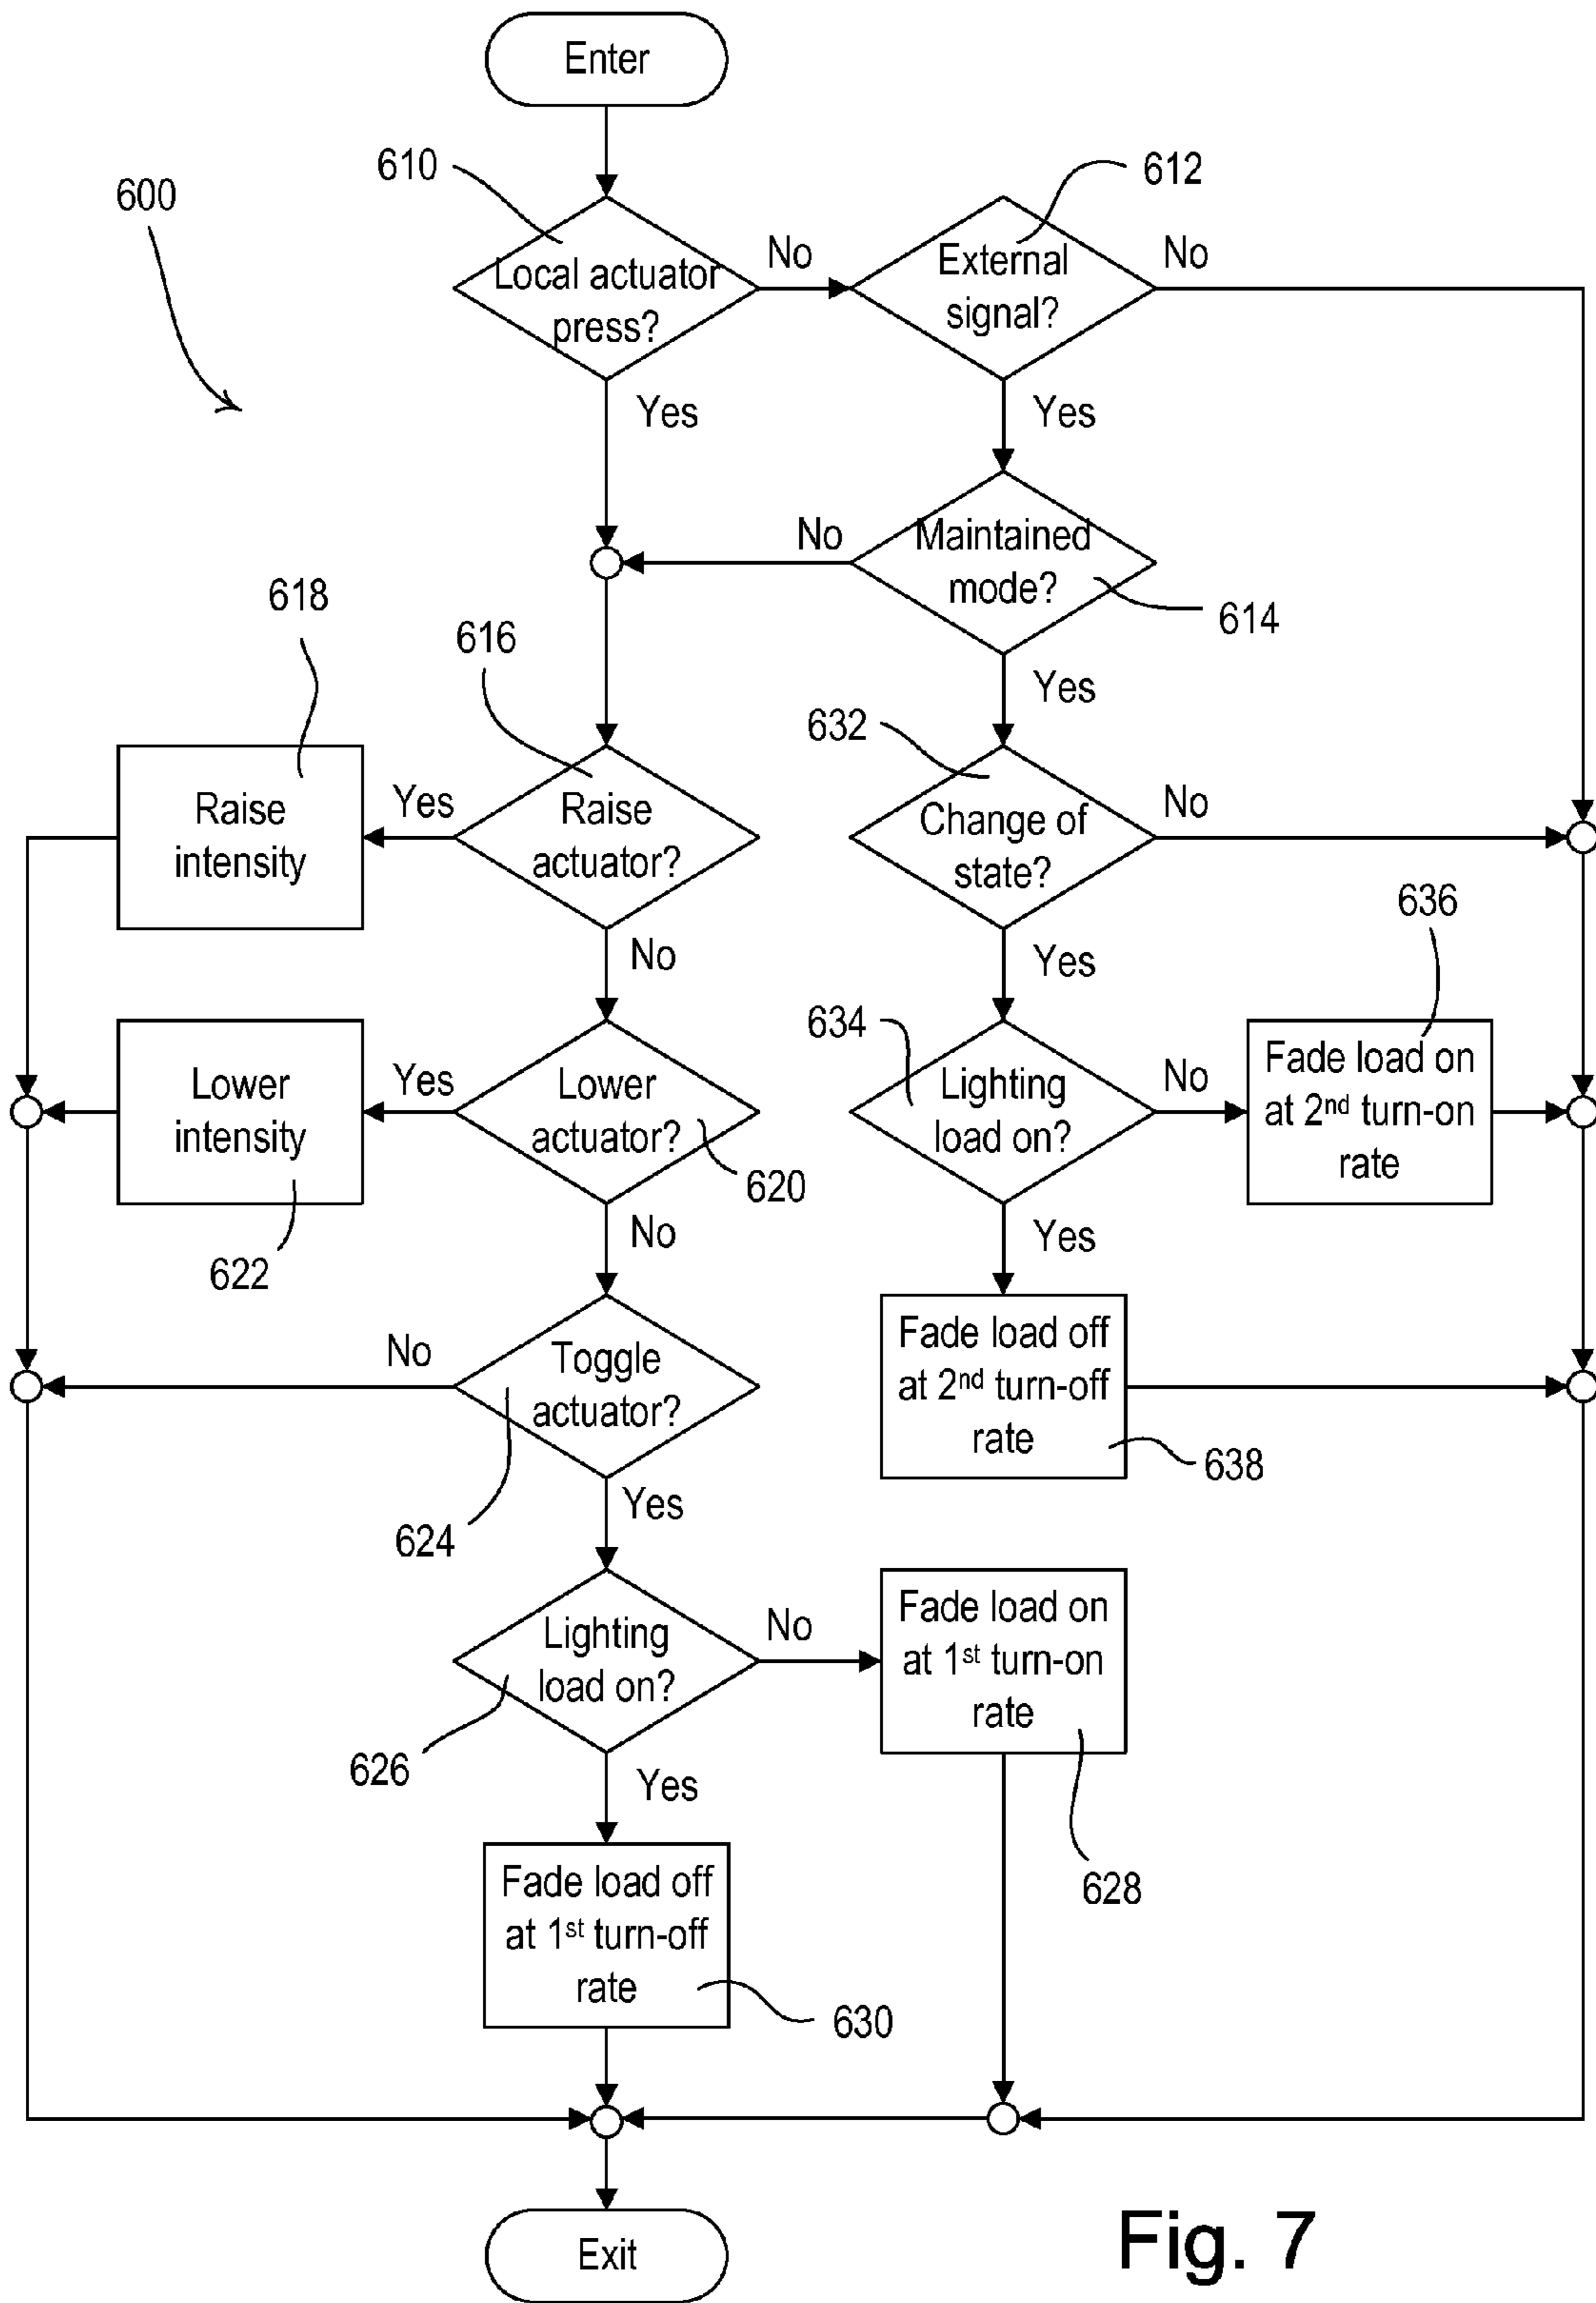 Enter
610
612
600
Local actuator
press?
No
External
signal?
No
Yes
Yes
No
Maintained
mode?
614
618
616
Yes
632
Raise
intensity
Yes
Raise
actuator?
Change of
state?
No
636
No
Yes
634
Lower
intensity
Yes
Lower
actuator?
620
Lighting
load on?
No
Fade load on
at 2nd turn-on
rate
622
No
Yes
No
Toggle
actuator?
Fade load off
at 2nd turn-off
rate
638
624
Yes
Lighting
load on?
No
Fade load on
at 1st turn-on
rate
626
Yes
628
Fade load off
at 1st turn-off
rate
630
Exit
Fig. 7